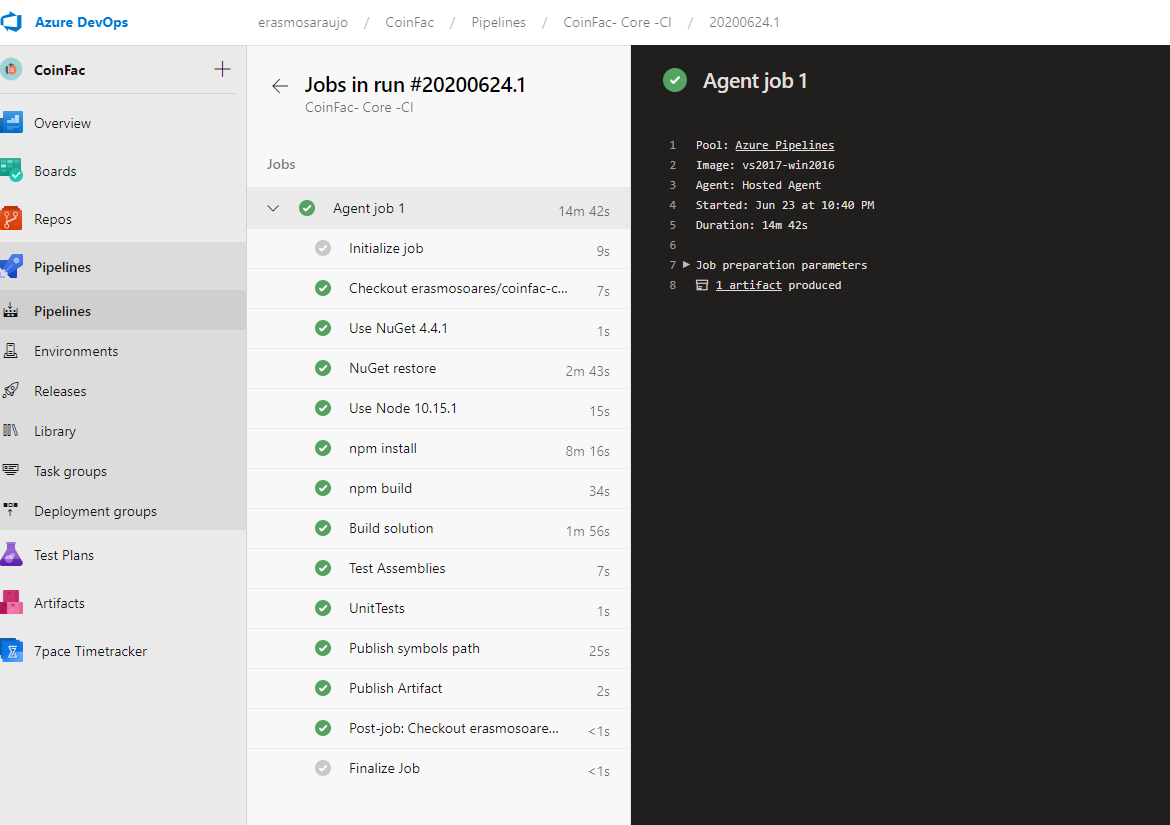 Azure DevOps
erasmosaraujo / CoinFac / Pipelines / CoinFac- Core -CI / 20200624.1
CoinFac
Overview
Boards
Repos
Pipelines
Pipelines
Environments
Releases
Library
Task groups
Deployment groups
Test Plans
Artifacts
7pace Timetracker
Jobs in run #20200624.1
CoinFac- Core -CI
Jobs
Agent job 1 14m 42s
Initialize job 9s
Checkout erasmosoares/coinfac-c... 7s
Use NuGet 4.4.1 1s
NuGet restore 2m 43s
Use Node 10.15.1 15s
npm install 8m 16s
npm build 34s
Build solution 1m 56s
Test Assemblies 7s
UnitTests 1s
Publish symbols path 25s
Publish Artifact 2s
Post-job: Checkout erasmosoare... <1s
Finalize Job <1s
Agent job 1
1 Pool: Azure Pipelines
2 Image: vs2017-win2016
3 Agent: Hosted Agent
4 Started: Jun 23 at 10:40 PM
5 Duration: 14m 42s
6
7 Job preparation parameters
8 1 artifact produced